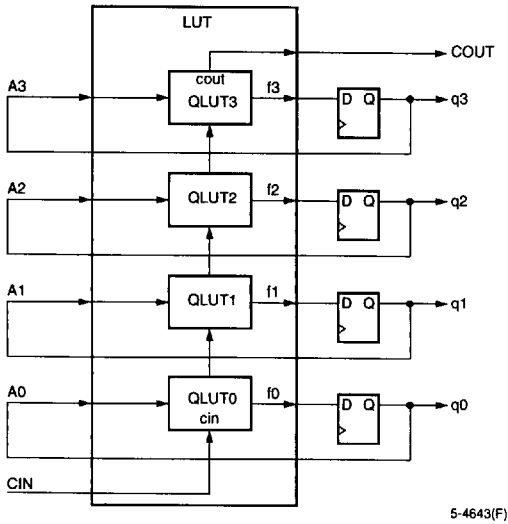 LUT
COUT
cout
A3
QLUT3
f3
D Q
q3
A2
QLUT2
f2
D Q
q2
A1
QLUT1
f1
D Q
q1
A0
QLUT0
f0
D Q
q0
cin
CIN
5-4643(F)